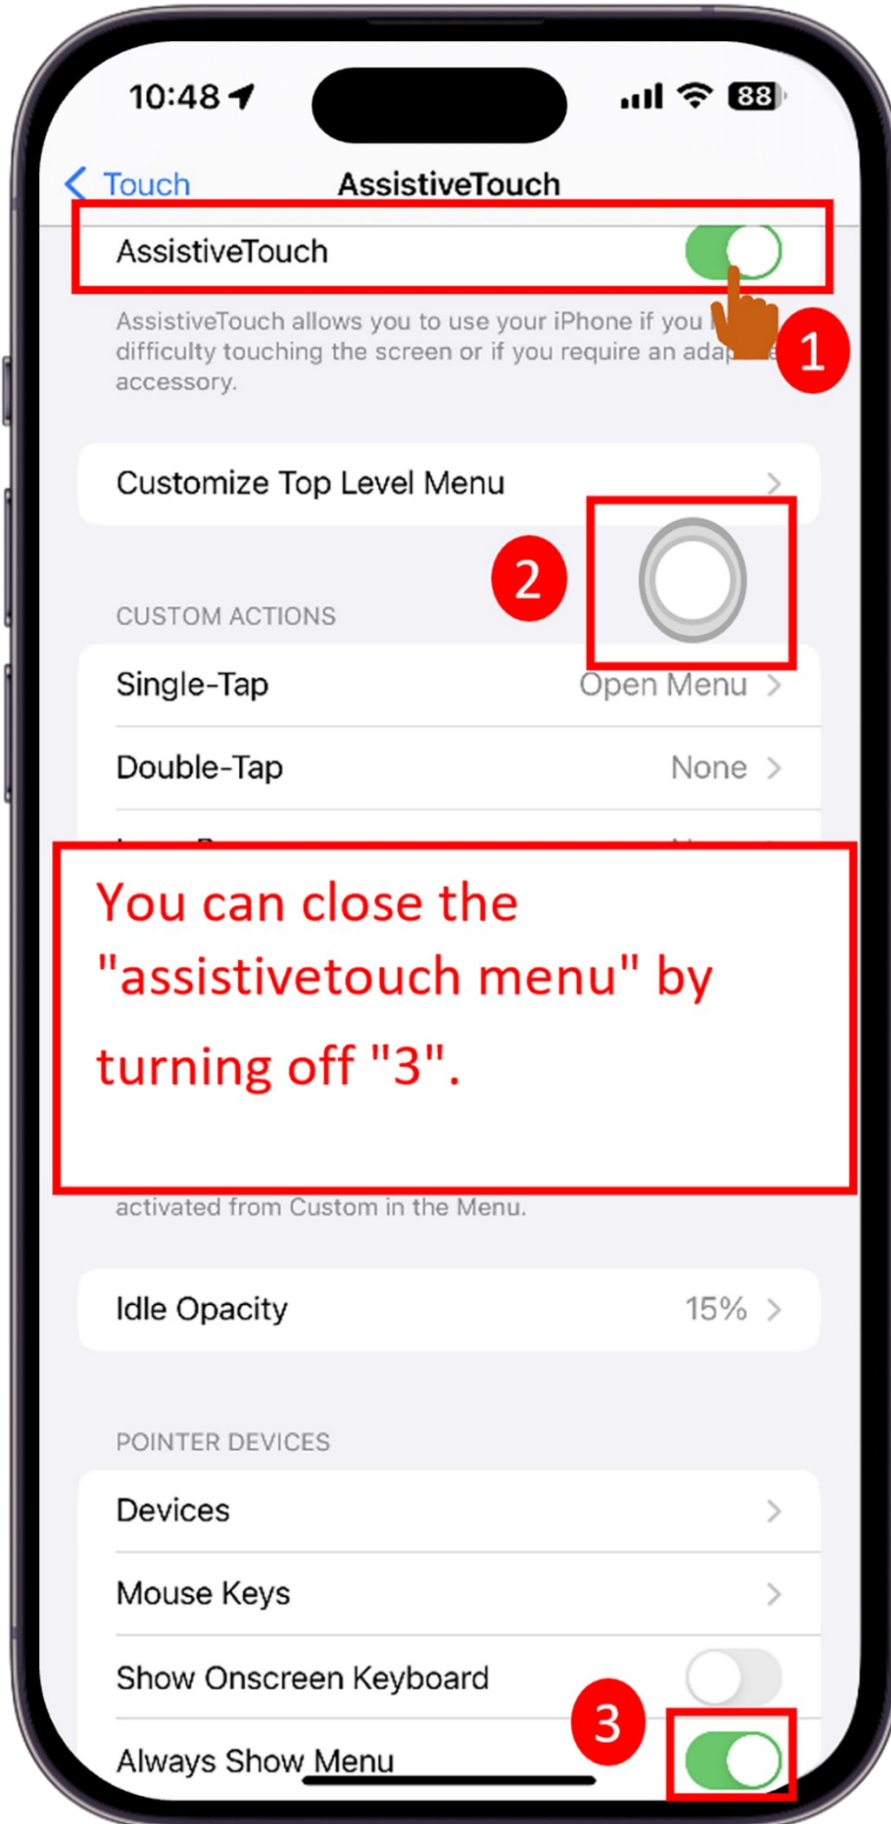 10:48
88
Touch
AssistiveTouch
AssistiveTouch
AssistiveTouch allows you to use your iPhone if you
difficulty touching the screen or if you require an
accessory.
1
Customize Top Level Menu
2
CUSTOM ACTIONS
Single-Tap Open Menu
Double-Tap None
You can close the
"assistivetouch menu" by
turning off "3".
activated from Custom in the Menu.
Idle Opacity 15%
POINTER DEVICES
Devices
Mouse Keys
Show Onscreen Keyboard
3
Always Show Menu